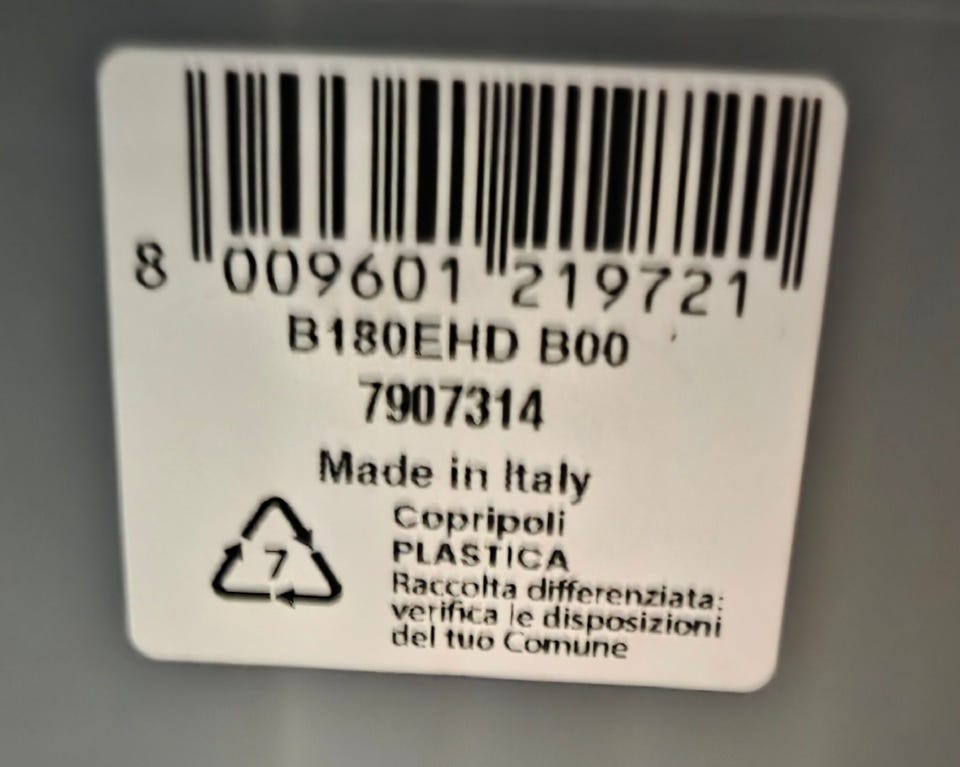 8 009601 219721
B180EHD B00
7907314
Made in Italy
7
Copripoli
PLASTICA
Raccolta differenziata:
verifica le disposizioni
del tuo Comune